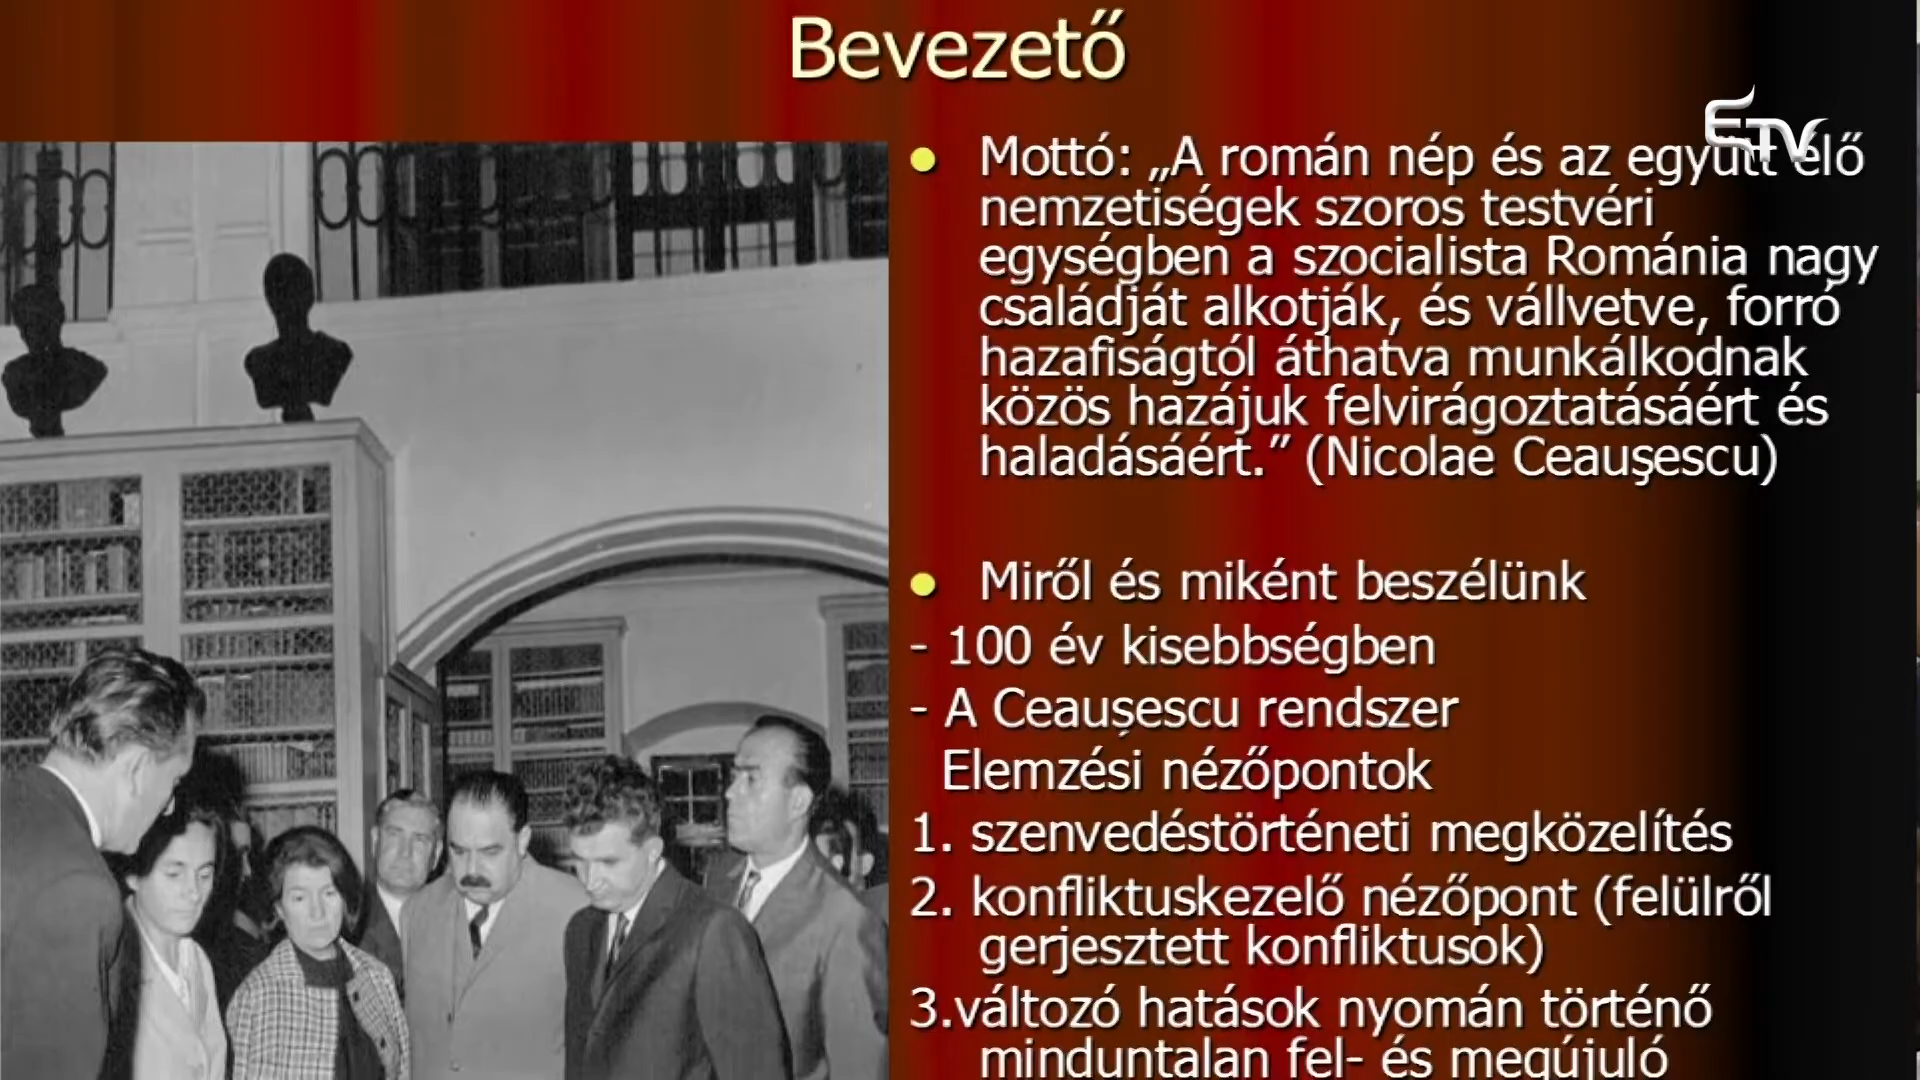 Bevezető
ETV
Mottó: „A román nép és az együtt élő
nemzetiségek szoros testvéri
egységben a szocialista Románia nagy
családját alkotják, és vállvetve, forró
hazafiságtól áthatva munkálkodnak
közös hazájuk felvirágoztatásáért és
haladásáért.” (Nicolae Ceauşescu)
Miről és miként beszélünk
- 100 év kisebbségben
- A Ceaușescu rendszer
Elemzési nézőpontok
1. szenvedéstörténeti megközelítés
2. konfliktuskezelő nézőpont (felülről
gerjesztett konfliktusok)
3.változó hatások nyomán történő
minduntalan fel- és megújuló